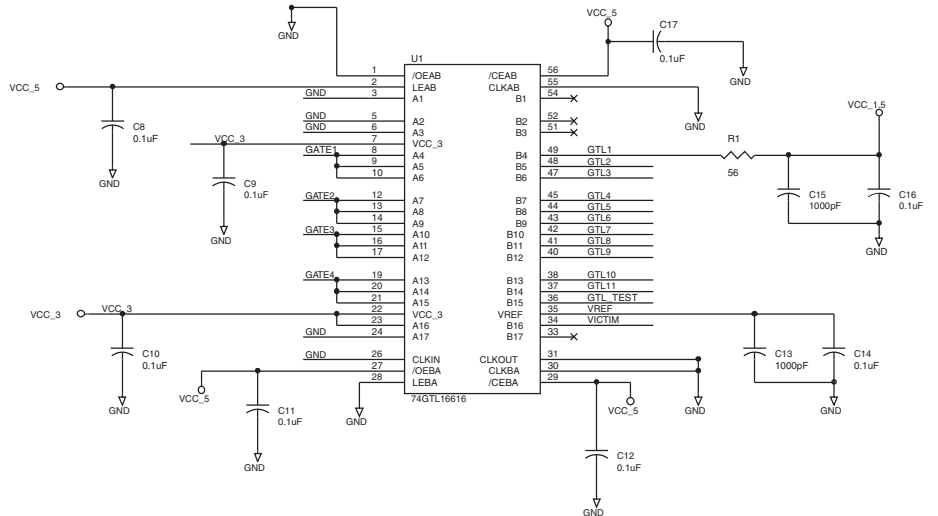 GND
VCC_5
C17
0.1uF
GND
U1
1 /OEAB /CEAB 56
VCC_5 2 LEAB CLKAB 55
GND 3 A1 B1 54
GND
C8
0.1uF
GND
GND 5 A2 B2 52
GND 6 A3 B3 51
VCC_3 7 VCC_3
VCC_1.5
GATE1 8 A4 B4 49 GTL1
R1
56
9 A5 B5 48 GTL2
10 A6 B6 47 GTL3
C9
0.1uF
GND
C15
1000pF
C16
0.1uF
GND
GATE2 12 A7 B7 45 GTL4
13 A8 B8 44 GTL5
14 A9 B9 43 GTL6
GATE3 15 A10 B10 42 GTL7
16 A11 B11 41 GTL8
17 A12 B12 40 GTL9
GATE4 19 A13 B13 38 GTL10
20 A14 B14 37 GTL11
21 A15 B15 36 GTL_TEST
VCC_3 VCC_3 22 VCC_3 VREF 35 VREF
23 A16 B16 34 VICTIM
GND 24 A17 B17 33
C10
0.1uF
GND
C13
1000pF
C14
0.1uF
GND
GND 26 CLKIN CLKOUT 31
27 /OEBA CLKBA 30
28 LEBA /CEBA 29
74GTL16616
VCC_5
C11
0.1uF
GND
GND
VCC_5
GND
C12
0.1uF
GND